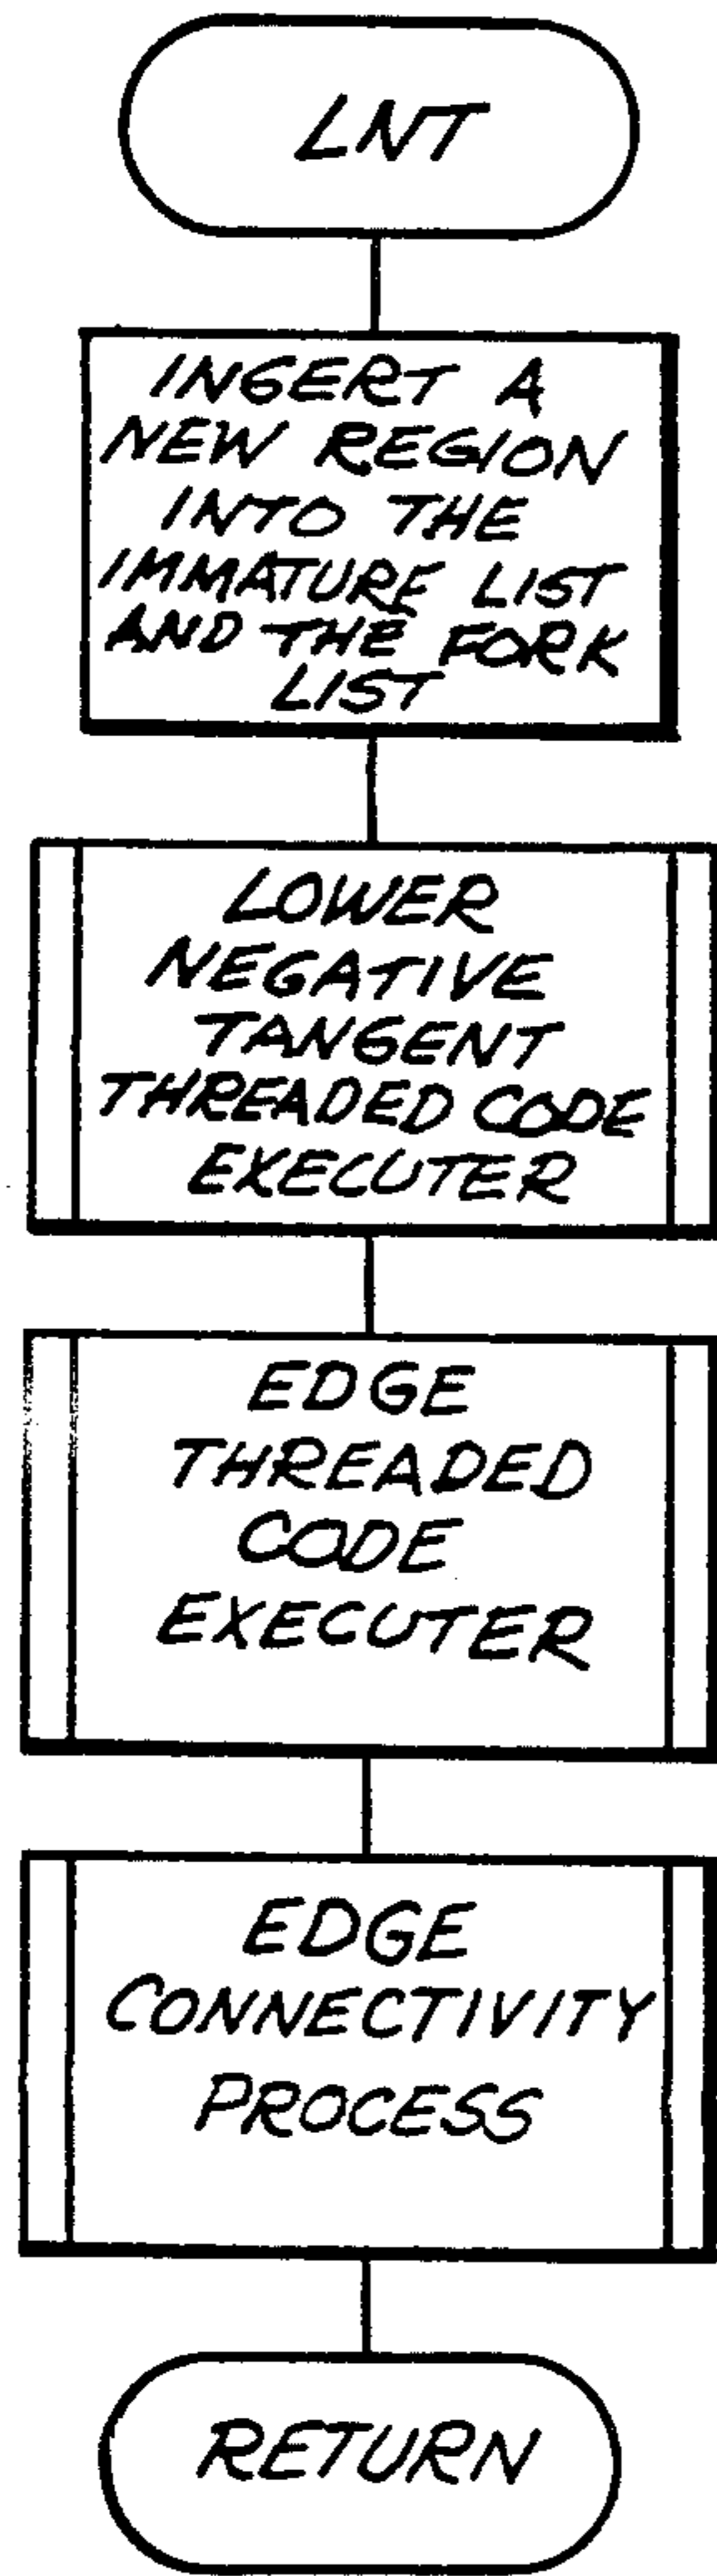 LNT
INSERT A
NEW REGION
INTO THE
IMMATURE LIST
AND THE FORK
LIST
LOWER
NEGATIVE
TANGENT
THREADED CODE
EXECUTER
EDGE
THREADED
CODE
EXECUTER
EDGE
CONNECTIVITY
PROCESS
RETURN